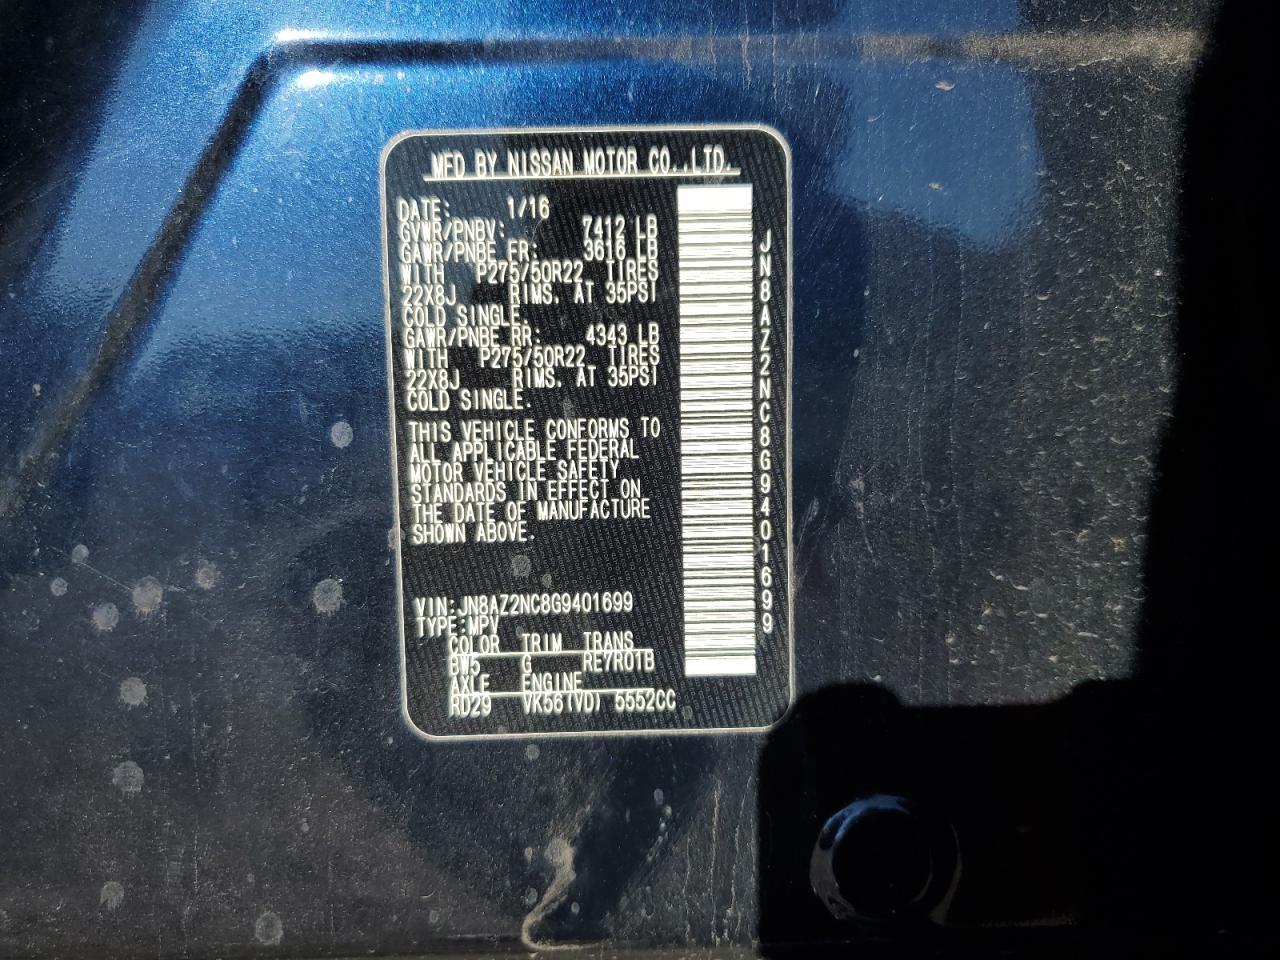 MFD BY NISSAN MOTOR CO.,LTD.
DATE: 1/16
GVWR/PNBV: 7412 LB
GAWR/PNBE FR: 3616 LB
WITH P275/50R22 TIRES
22X8J RIMS. AT 35PSI
COLD SINGLE.
GAWR/PNBE RR: 4343 LB
WITH P275/50R22 TIRES
22X8J RIMS. AT 35PSI
COLD SINGLE.
THIS VEHICLE CONFORMS TO
ALL APPLICABLE FEDERAL
MOTOR VEHICLE SAFETY
STANDARDS IN EFFECT ON
THE DATE OF MANUFACTURE
SHOWN ABOVE.
VIN:JN8AZ2NC8G9401699
TYPE:MPV
COLOR TRIM TRANS
BW5 G RE7R01B
AXLE ENGINE
RD29 VK56(VD) 5552CC
JN8AZ2NC8G9401699